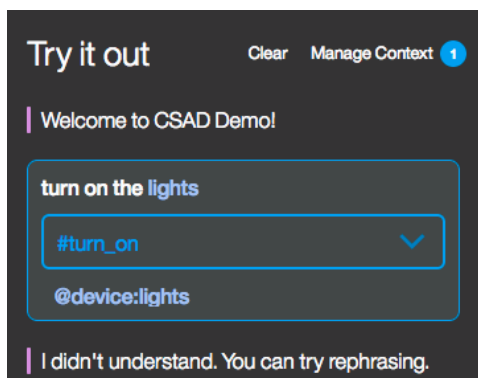 Try it out Clear Manage Context 1
Welcome to CSAD Demo!
turn on the lights
#turn_on
@device:lights
I didn't understand. You can try rephrasing.